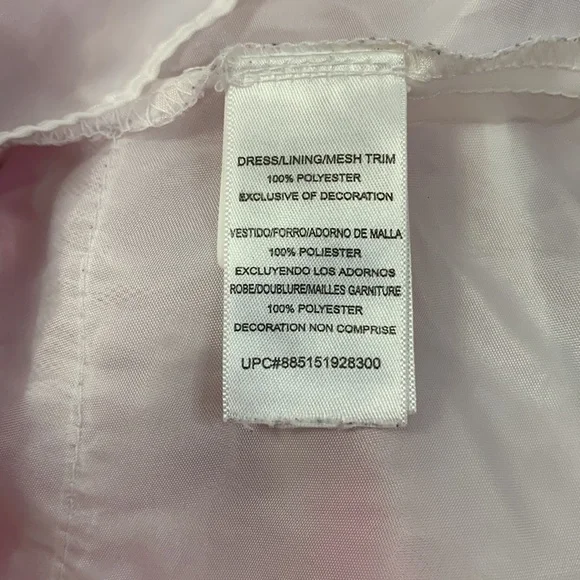 DRESS/LINING/MESH TRIM
100% POLYESTER
EXCLUSIVE OF DECORATION
VESTIDO/FORRO/ADORNO DE MALLA
100% POLIESTER
EXCLUYENDO LOS ADORNOS
ROBE/DOUBLURE/MAILLES GARNITURE
100% POLYESTER
DECORATION NON COMPRISE
UPC#885151928300